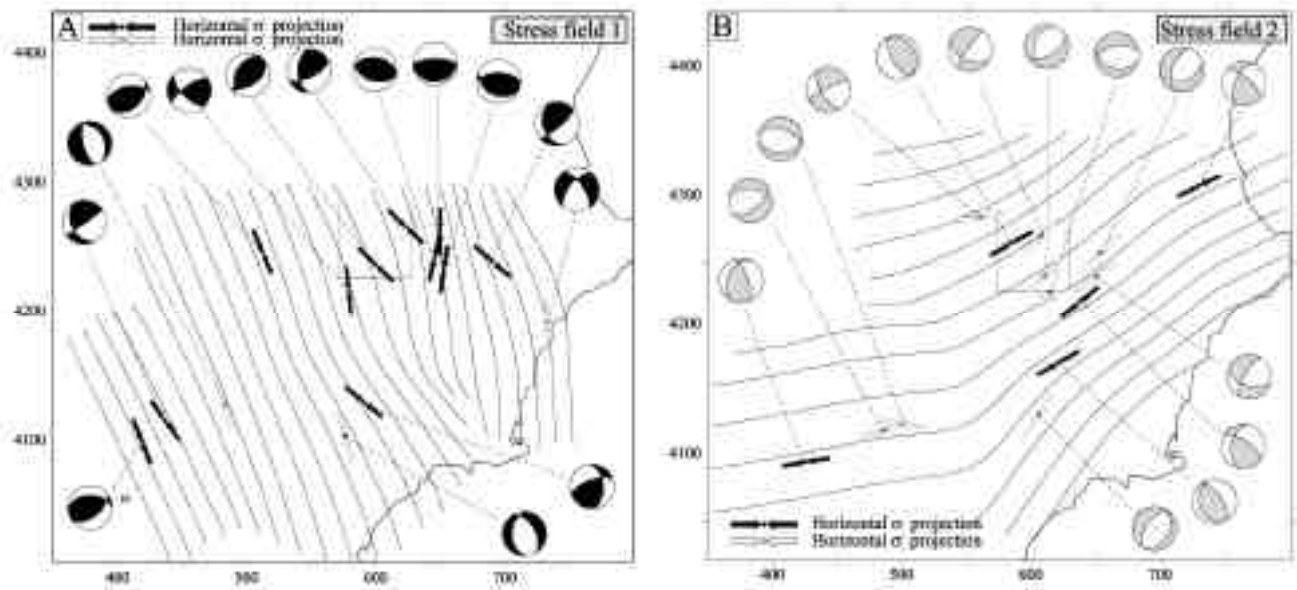 A
Horizontal σ projection
Horizontal σ projection
Stress field 1
4400
4300
4200
4100
400
500
600
700
B
Stress field 2
4400
4300
4200
4100
Horizontal σ projection
Horizontal σ projection
400
500
600
700